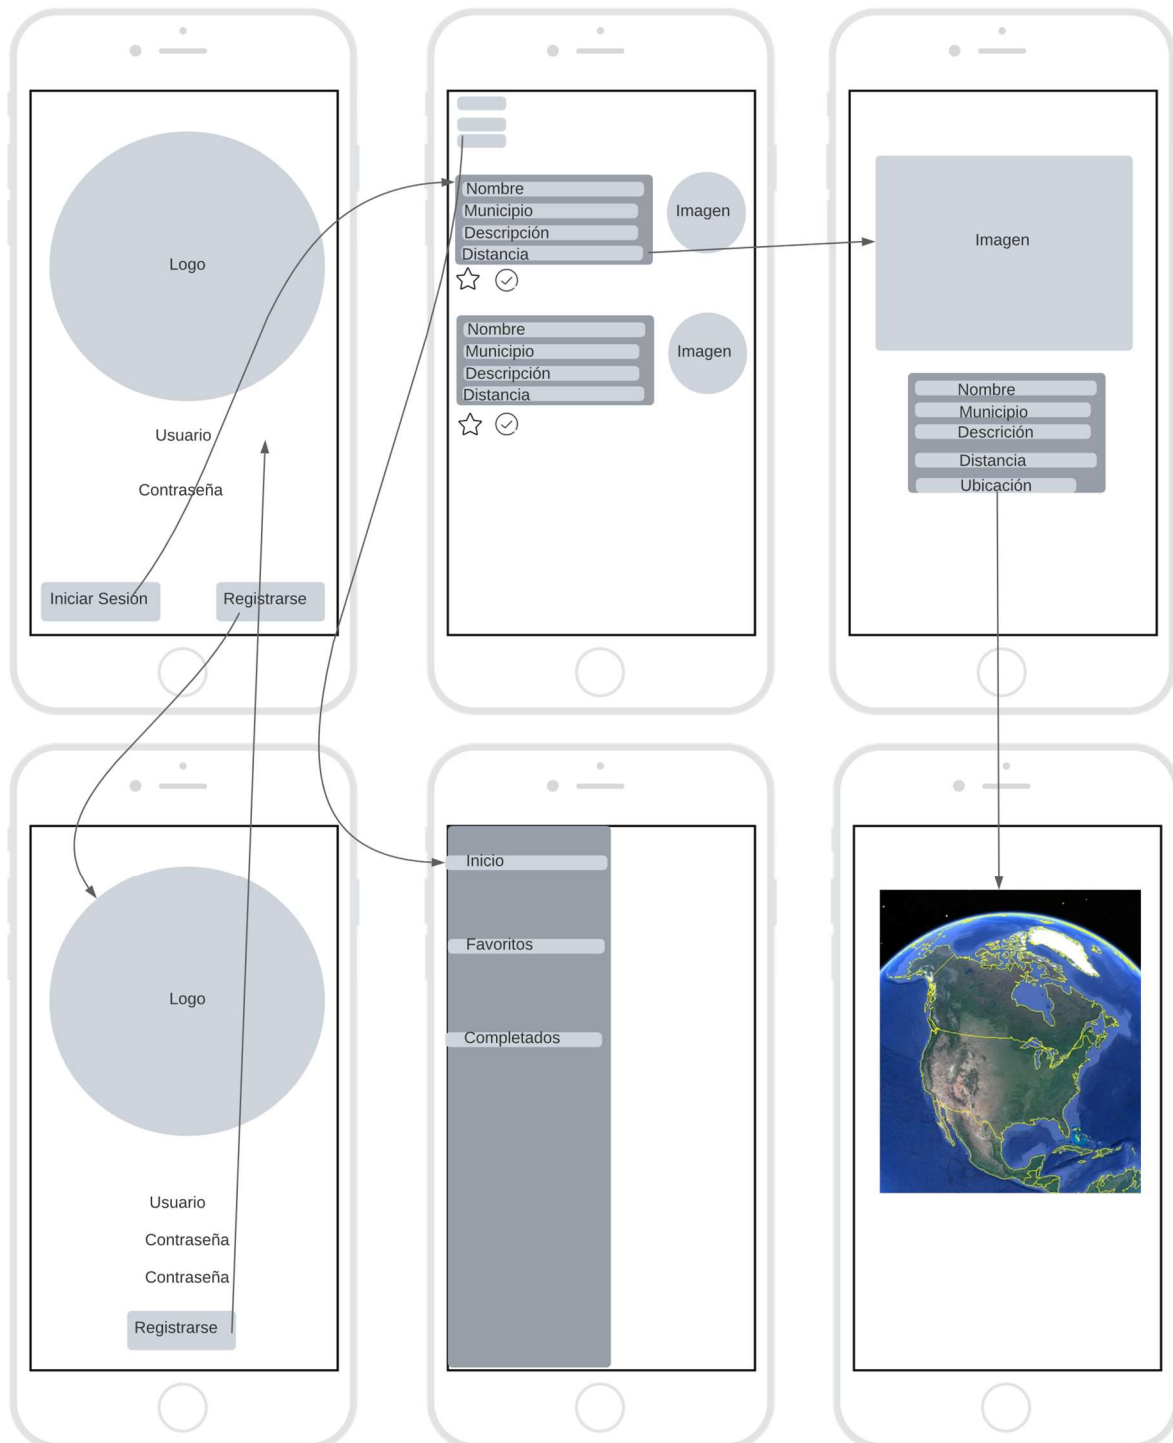 Logo
Usuario
Contraseña
Iniciar Sesión
Registrarse
Nombre
Municipio
Descripción
Distancia
Imagen
Nombre
Municipio
Descripción
Distancia
Imagen
Imagen
Nombre
Municipio
Descrición
Distancia
Ubicación
Logo
Usuario
Contraseña
Contraseña
Registrarse
Inicio
Favoritos
Completados